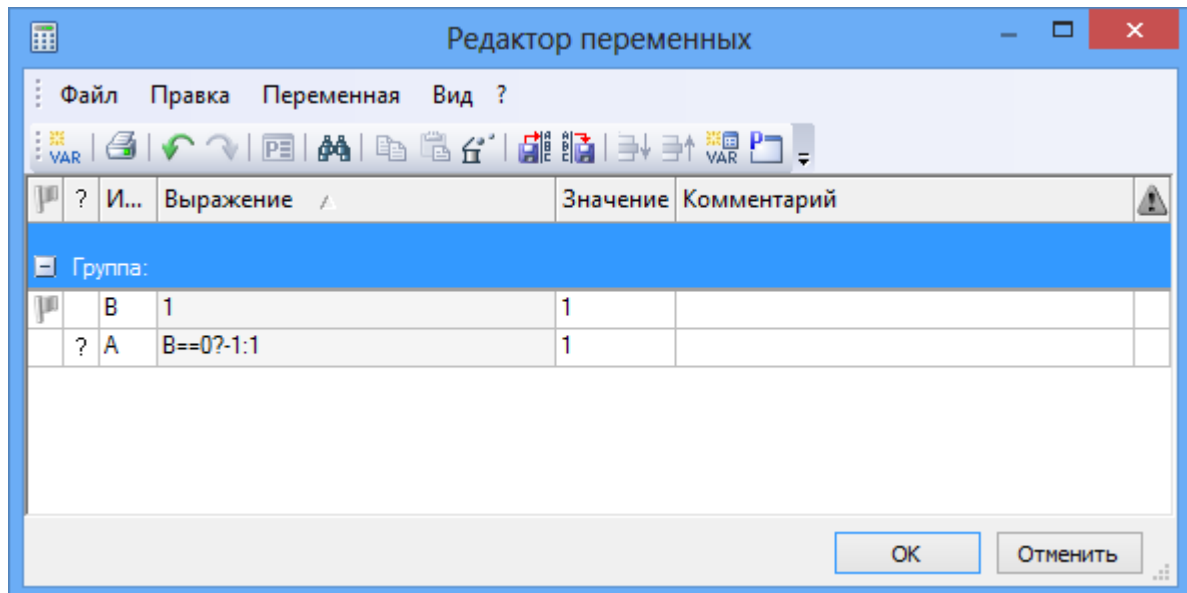 Редактор переменных
Файл Правка Переменная Вид ?
VAR PE VAR P
? И... Выражение Значение Комментарий
Группа:
B 1 1
? A B==0?-1:1 1
OK Отменить